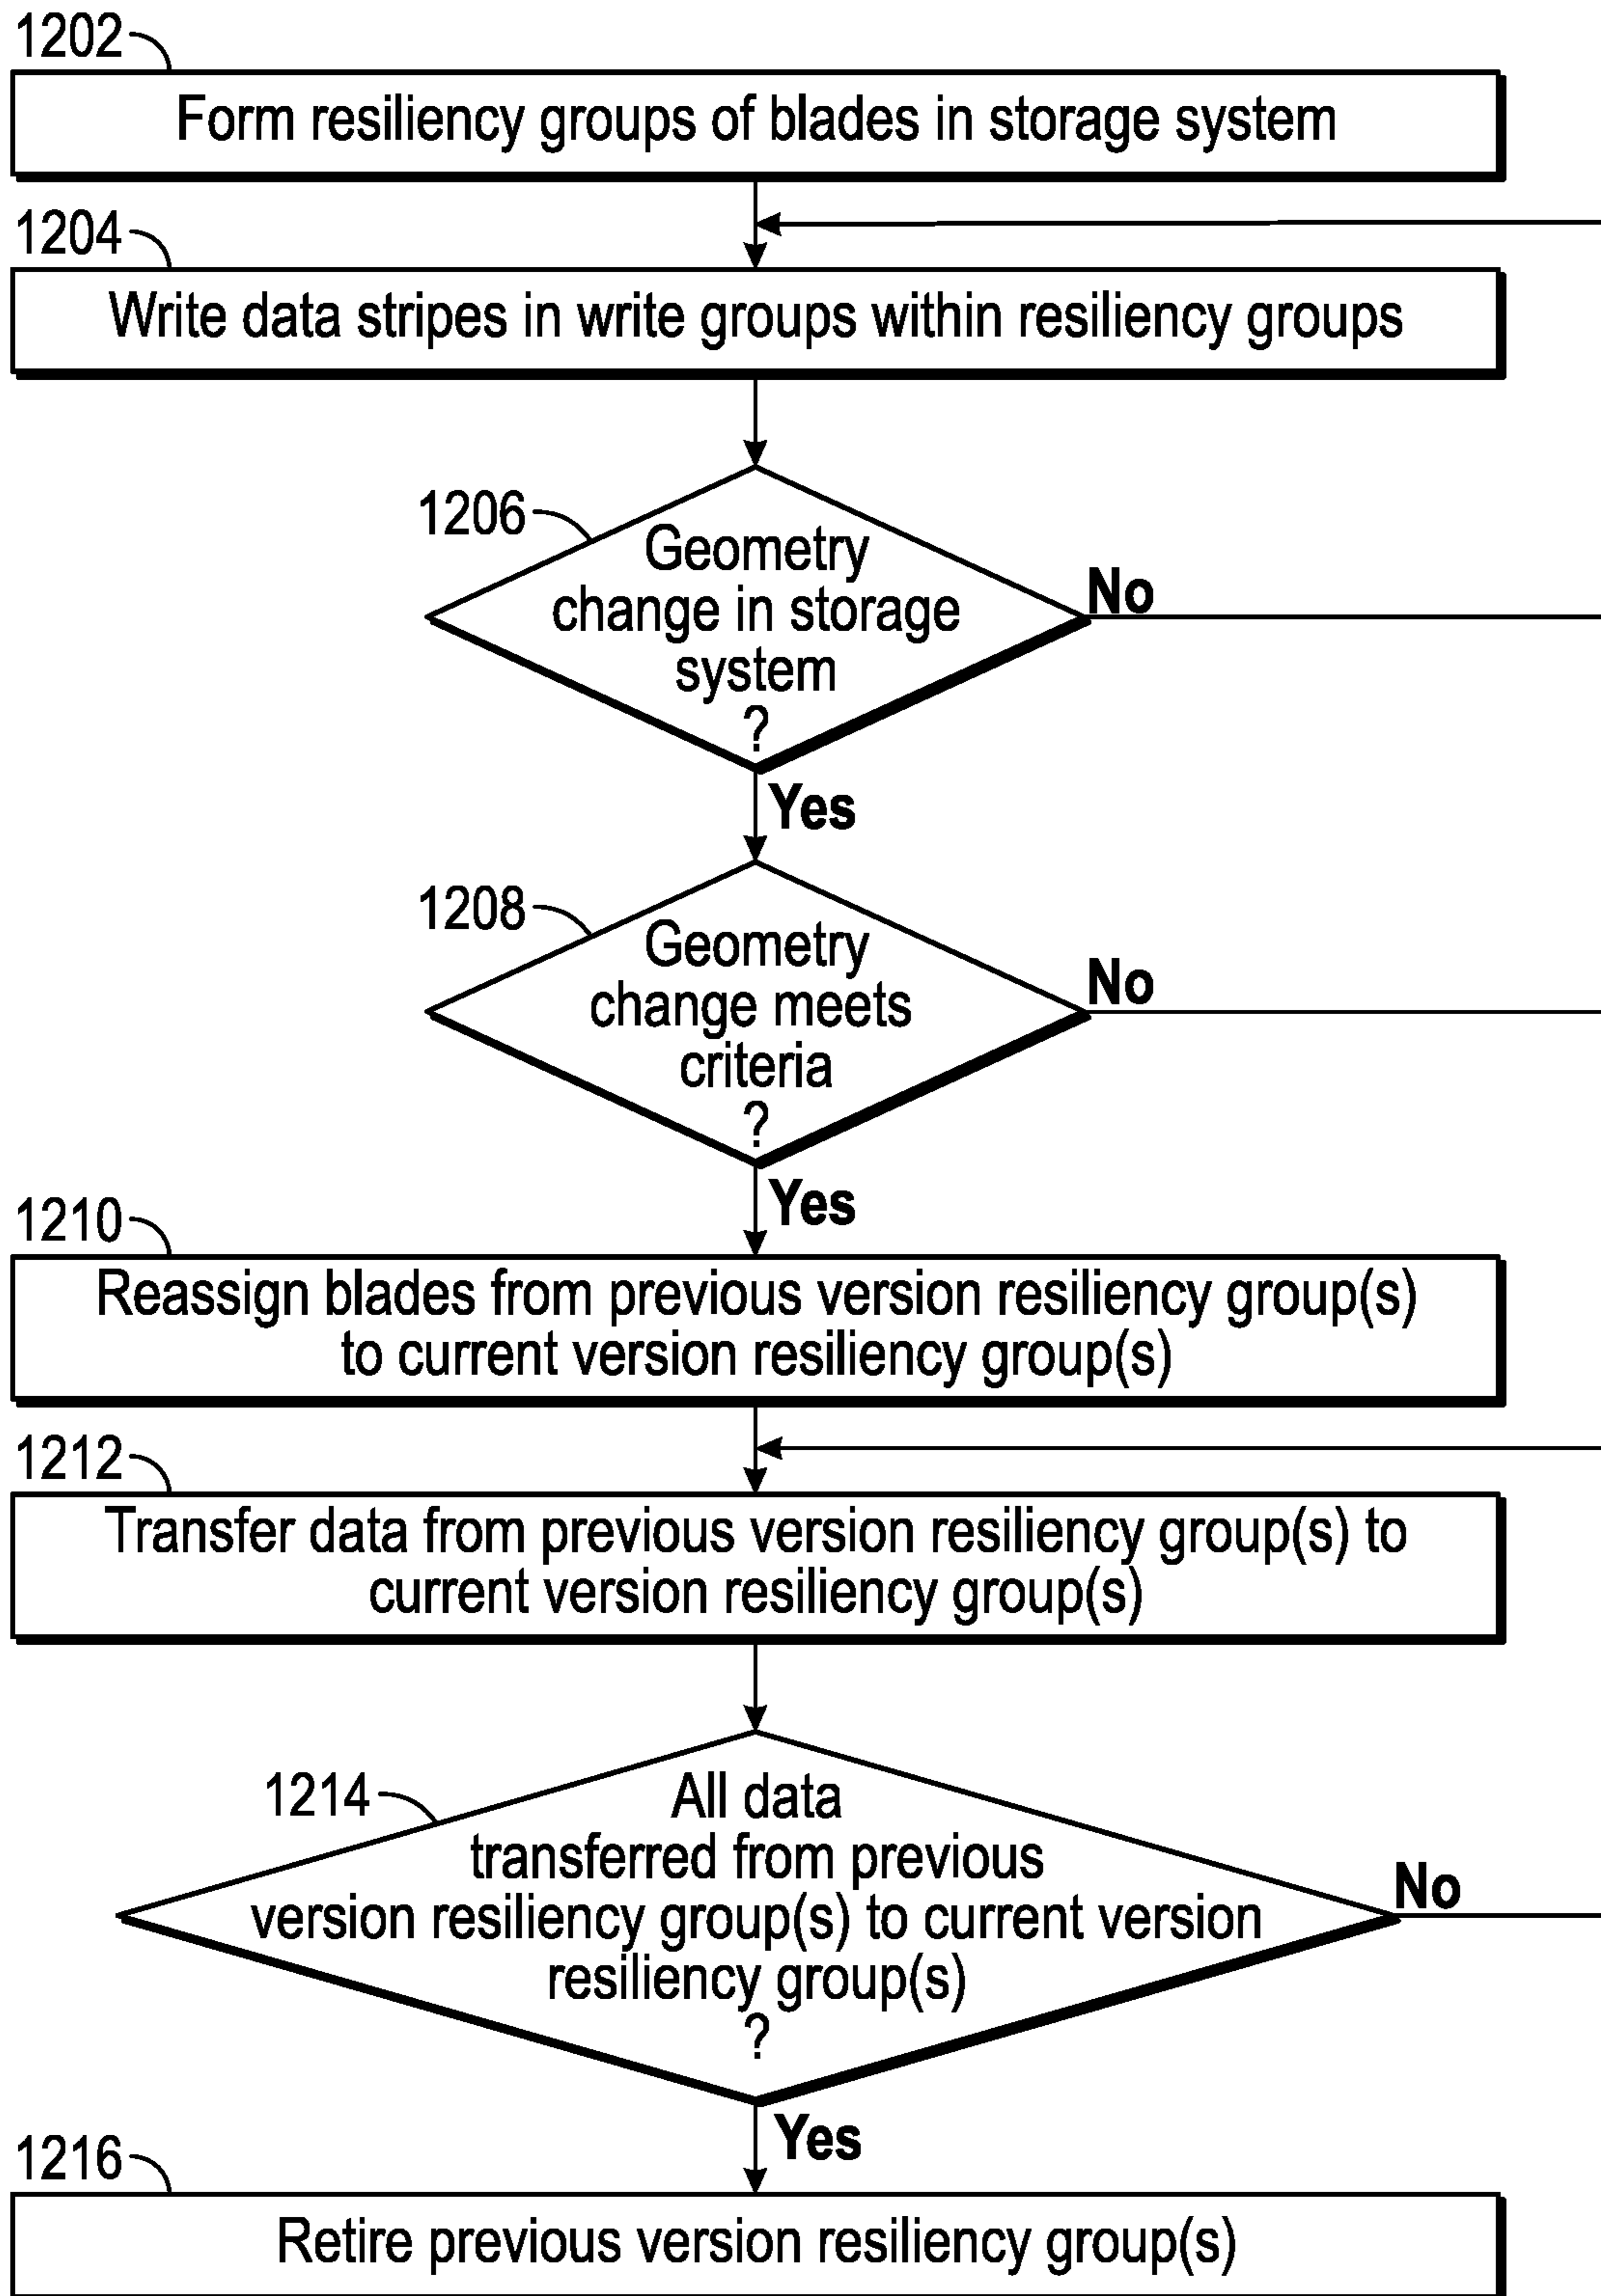 1202
Form resiliency groups of blades in storage system
1204
Write data stripes in write groups within resiliency groups
1206
Geometry
change in storage
system
?
No
Yes
1208
Geometry
change meets
criteria
?
No
Yes
1210
Reassign blades from previous version resiliency group(s)
to current version resiliency group(s)
1212
Transfer data from previous version resiliency group(s) to
current version resiliency group(s)
1214
All data
transferred from previous
version resiliency group(s) to current version
resiliency group(s)
?
No
Yes
1216
Retire previous version resiliency group(s)